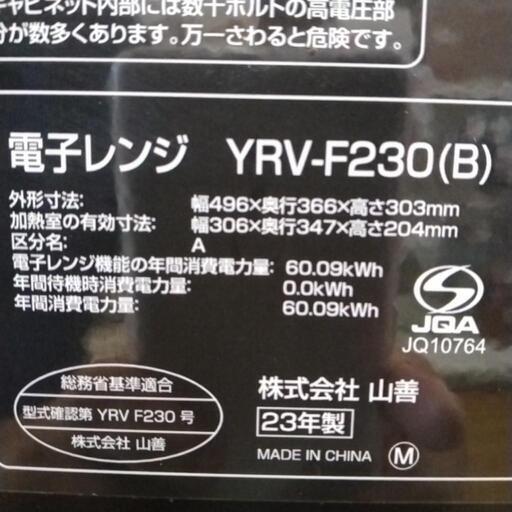 キャビネット内部には数千ボルトの高電圧部
分が数多くあります。万一さわると危険です。
電子レンジ YRV-F230(B)
外形寸法: 幅496×奥行366×高さ303mm
加熱室の有効寸法: 幅306×奥行347×高さ204mm
区分名: A
電子レンジ機能の年間消費電力量: 60.09kWh
年間待機時消費電力量: 0.0kWh
年間消費電力量: 60.09kWh
S
JQA
JQ10764
総務省基準適合
型式確認第 YRV F230 号
株式会社 山善
株式会社 山善
23年製
MADE IN CHINA M